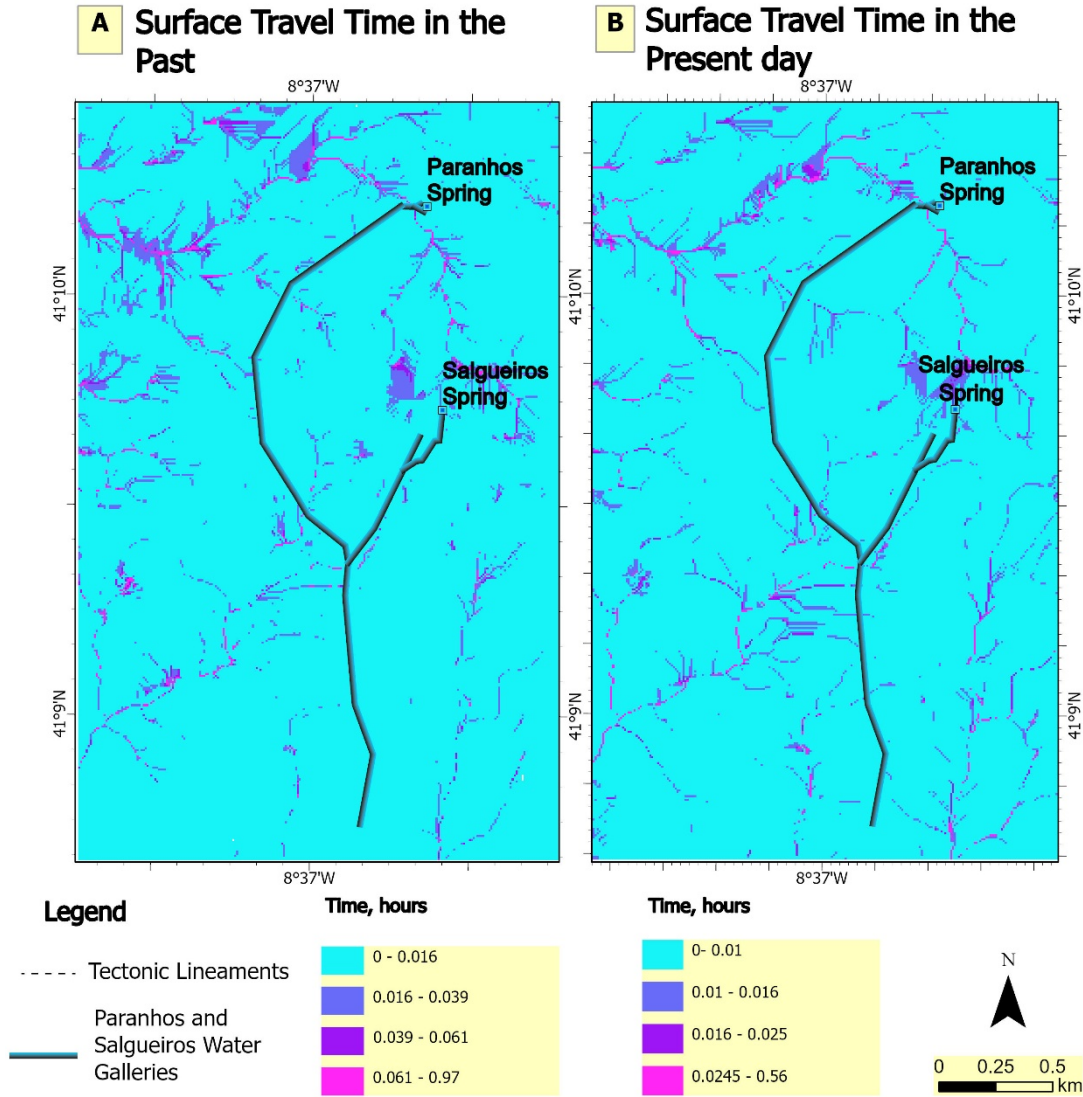 A Surface Travel Time in the
Past
8°37'W
41°10'N
41°9'N
Paranhos
Spring
Salgueiros
Spring
8°37'W
B Surface Travel Time in the
Present day
8°37'W
41°10'N
41°10'N
41°9'N
41°9'N
Paranhos
Spring
Salgueiros
Spring
8°37'W
Legend
Tectonic Lineaments
Paranhos and
Salgueiros Water
Galleries
Time, hours
0 - 0.016
0.016 - 0.039
0.039 - 0.061
0.061 - 0.97
Time, hours
0- 0.01
0.01 - 0.016
0.016 - 0.025
0.0245 - 0.56
N
0 0.25 0.5
km